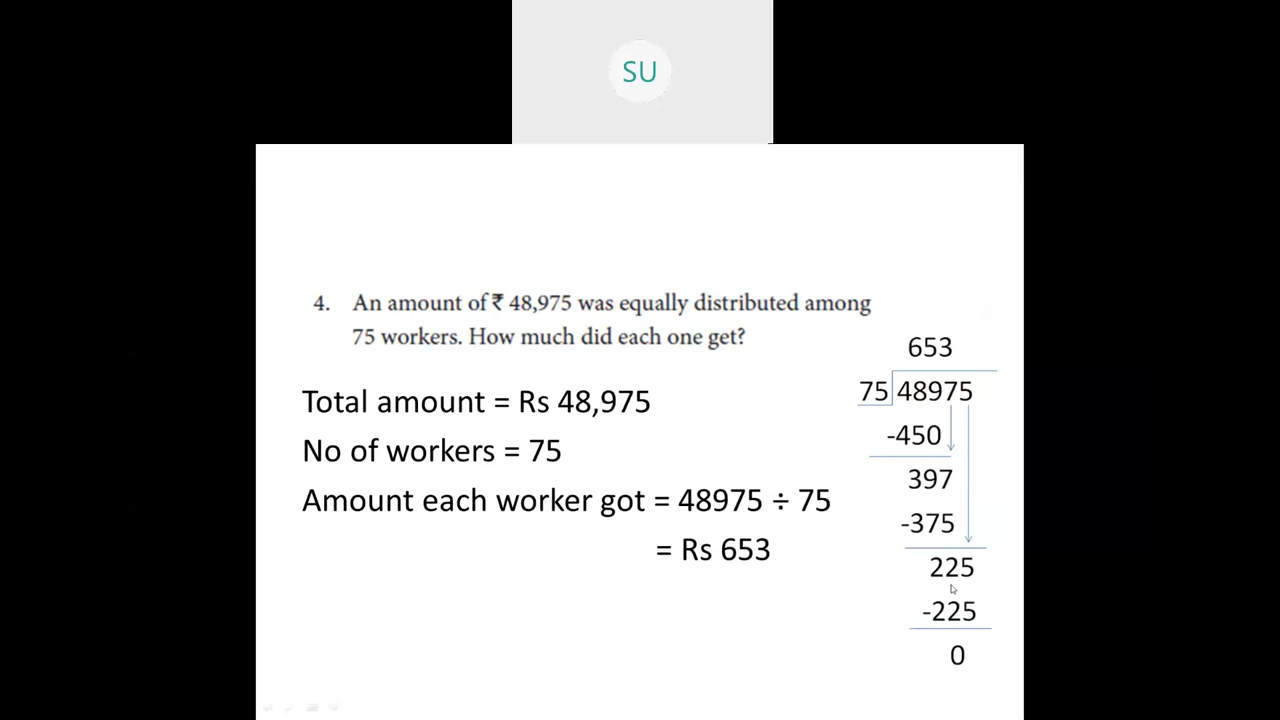 SU
4. An amount of ₹ 48,975 was equally distributed among
75 workers. How much did each one get?
Total amount = Rs 48,975
No of workers = 75
Amount each worker got = 48975 ÷ 75
= Rs 653
653
75 48975
-450
397
-375
225
-225
0